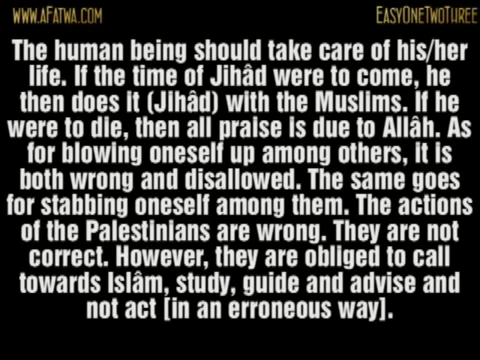 www.aFatwa.com EasyOneTwoThree
The human being should take care of his/her
life. If the time of Jihâd were to come, he
then does it (Jihâd) with the Muslims. If he
were to die, then all praise is due to Allâh. As
for blowing oneself up among others, it is
both wrong and disallowed. The same goes
for stabbing oneself among them. The actions
of the Palestinians are wrong. They are not
correct. However, they are obliged to call
towards Islâm, study, guide and advise and
not act [in an erroneous way].